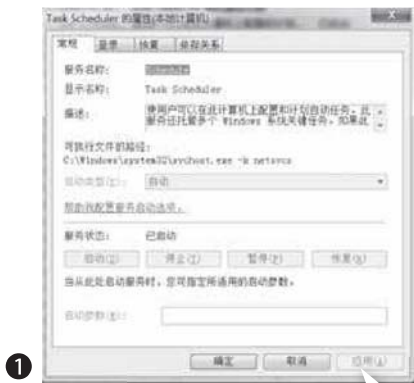 Task Scheduler 的属性(本地计算机)
常规 登录 恢复 依存关系
服务名称: Schedule
显示名称: Task Scheduler
描述: 使用户可以在此计算机上配置和计划自动任务。此
服务还托管多个 Windows 系统关键任务。如果此
可执行文件的路径:
C:\Windows\system32\svchost.exe -k netsvcs
启动类型(E): 自动
帮助我配置服务启动选项。
服务状态: 已启动
启动(S) 停止(T) 暂停(P) 恢复(R)
当从此处启动服务时,您可指定所适用的启动参数。
启动参数(M):
❶ 确定 取消 应用(A)